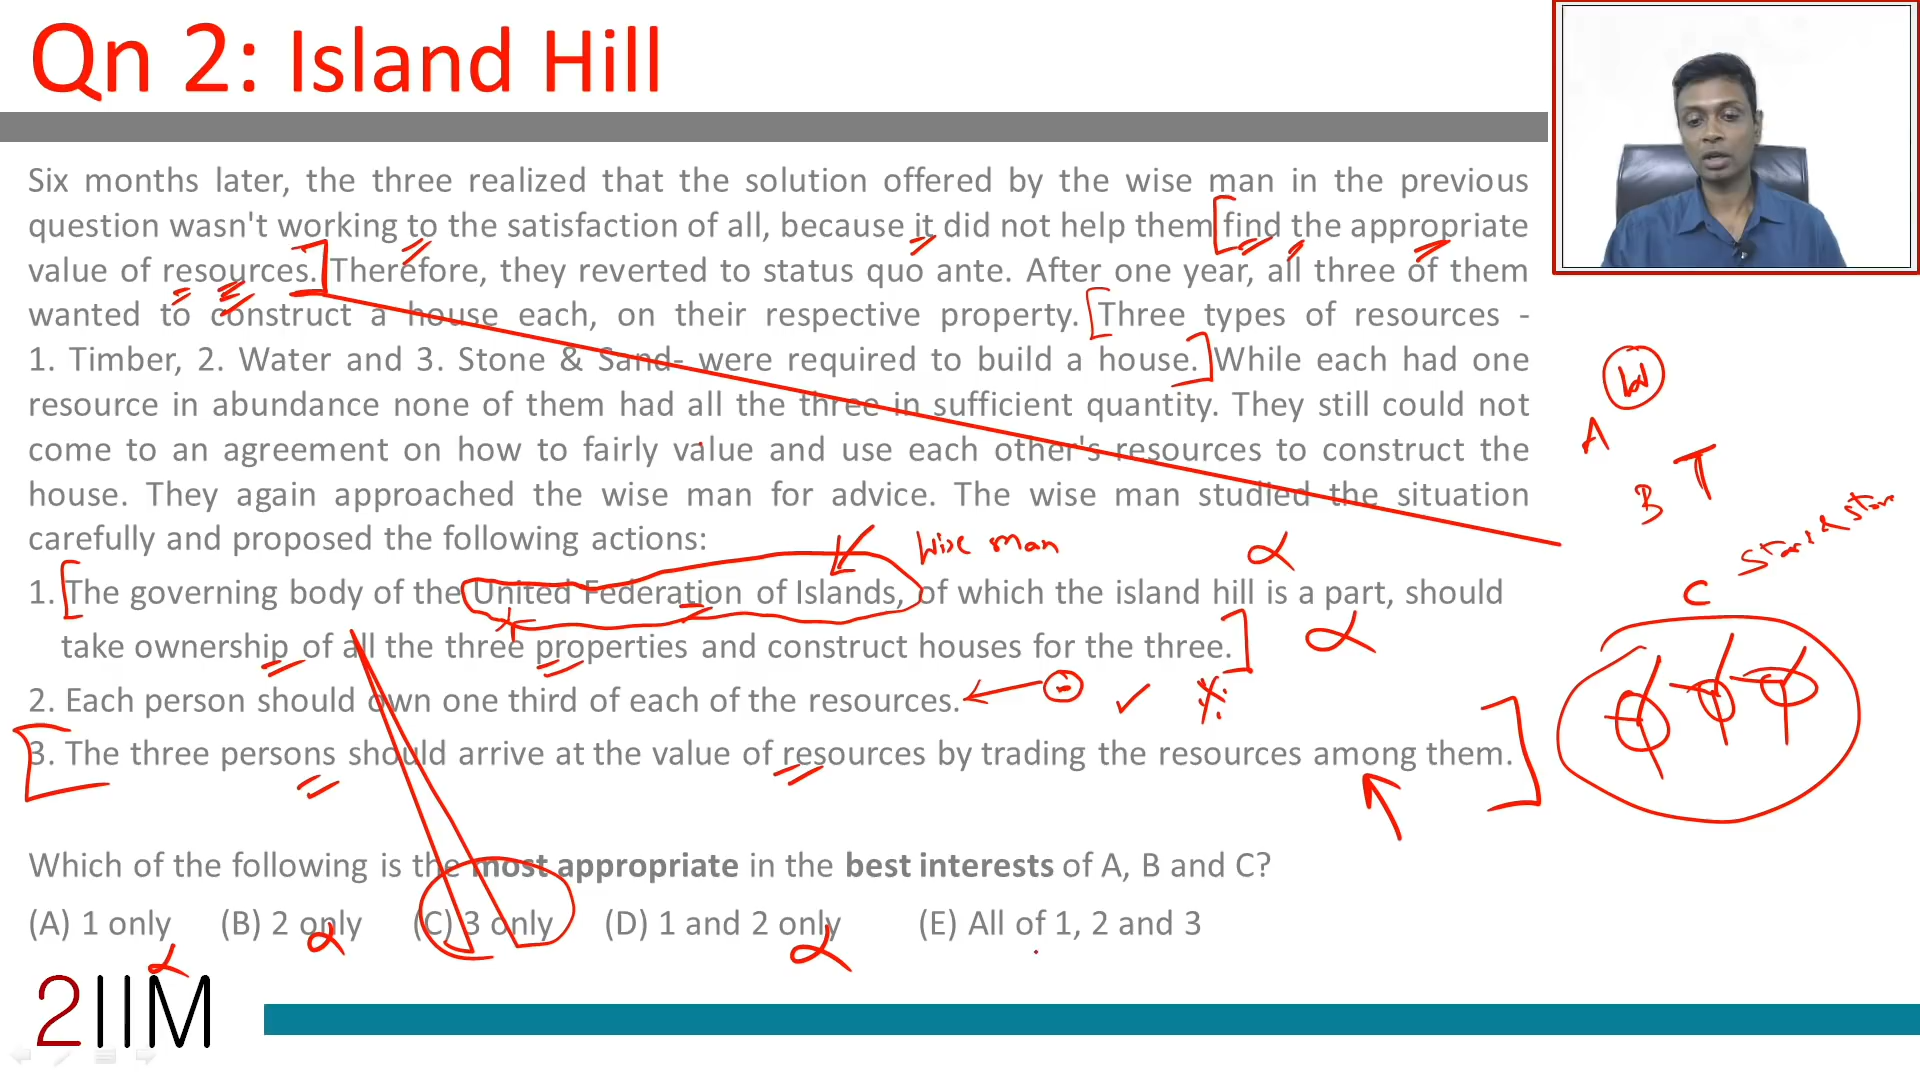 Qn 2: Island Hill
Six months later, the three realized that the solution offered by the wise man in the previous
question wasn't working to the satisfaction of all, because it did not help them find the appropriate
value of resources. Therefore, they reverted to status quo ante. After one year, all three of them
wanted to construct a house each, on their respective property. Three types of resources -
1. Timber, 2. Water and 3. Stone & Sand- were required to build a house. While each had one
resource in abundance none of them had all the three in sufficient quantity. They still could not
come to an agreement on how to fairly value and use each other's resources to construct the
house. They again approached the wise man for advice. The wise man studied the situation
carefully and proposed the following actions:
Wise man
1. The governing body of the United Federation of Islands, of which the island hill is a part, should
take ownership of all the three properties and construct houses for the three.
2. Each person should own one third of each of the resources.
3. The three persons should arrive at the value of resources by trading the resources among them.
Which of the following is the most appropriate in the best interests of A, B and C?
(A) 1 only (B) 2 only (C) 3 only (D) 1 and 2 only (E) All of 1, 2 and 3
2IIM
W
A
T
B
C